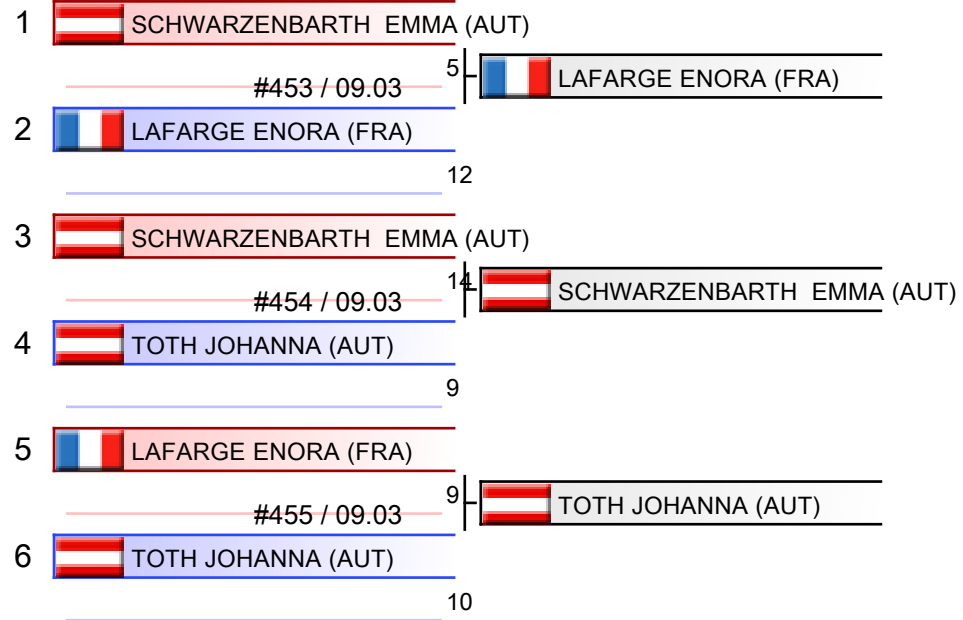 1 SCHWARZENBARTH  EMMA (AUT)
5 LAFARGE ENORA (FRA)
#453 / 09.03
2 LAFARGE ENORA (FRA)
12
3 SCHWARZENBARTH  EMMA (AUT)
14 SCHWARZENBARTH  EMMA (AUT)
#454 / 09.03
4 TOTH JOHANNA (AUT)
9
5 LAFARGE ENORA (FRA)
9 TOTH JOHANNA (AUT)
#455 / 09.03
6 TOTH JOHANNA (AUT)
10